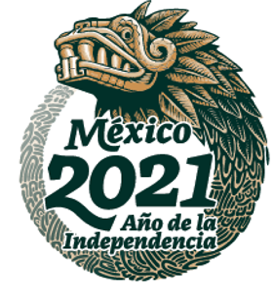 México
2021
Año de la
Independencia